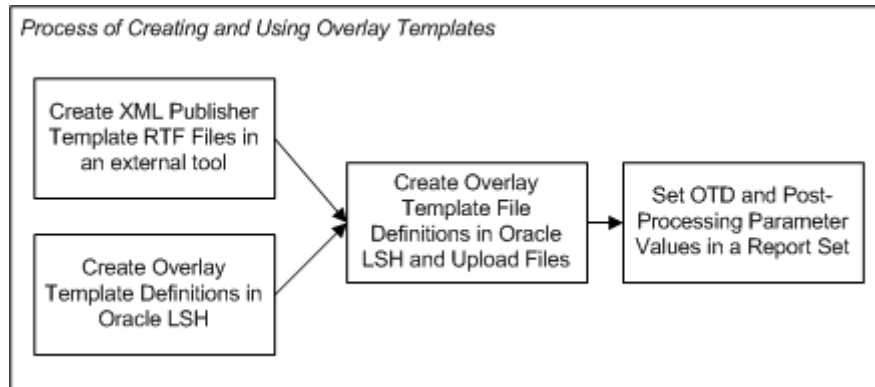 Process of Creating and Using Overlay Templates
Create XML Publisher
Template RTF Files in
an external tool
Create Overlay
Template Definitions in
Oracle LSH
Create Overlay
Template File
Definitions in Oracle
LSH and Upload Files
Set OTD and Post-
Processing Parameter
Values in a Report Set